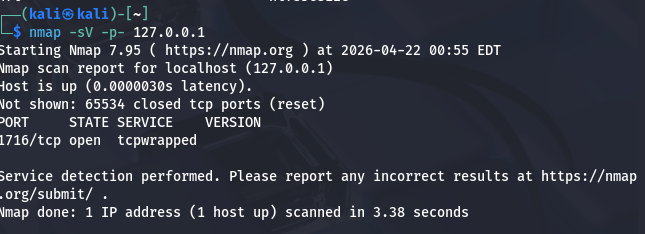 ┌──(kali㉿kali)-[~]
└─$ nmap -sV -p- 127.0.0.1
Starting Nmap 7.95 ( https://nmap.org ) at 2026-04-22 00:55 EDT
Nmap scan report for localhost (127.0.0.1)
Host is up (0.0000030s latency).
Not shown: 65534 closed tcp ports (reset)
PORT     STATE SERVICE    VERSION
1716/tcp open  tcpwrapped

Service detection performed. Please report any incorrect results at https://nmap
.org/submit/ .
Nmap done: 1 IP address (1 host up) scanned in 3.38 seconds